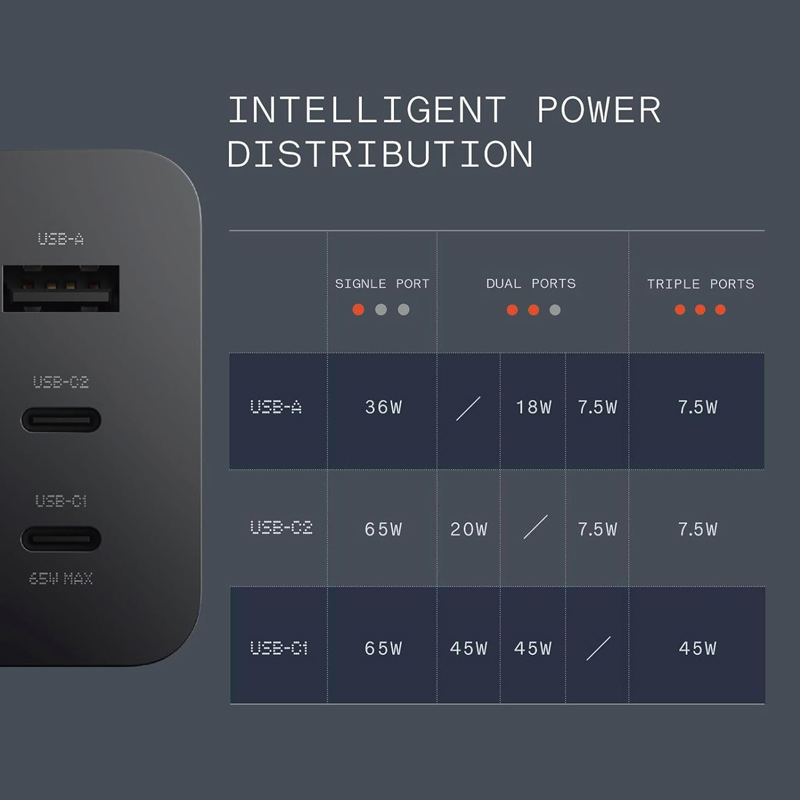 INTELLIGENT POWER
DISTRIBUTION
USB-A
USB-C2
USB-C1
65W MAX
SIGNLE PORT DUAL PORTS TRIPLE PORTS
USB-A 36W / 18W 7.5W 7.5W
USB-C2 65W 20W / 7.5W 7.5W
USB-C1 65W 45W 45W / 45W